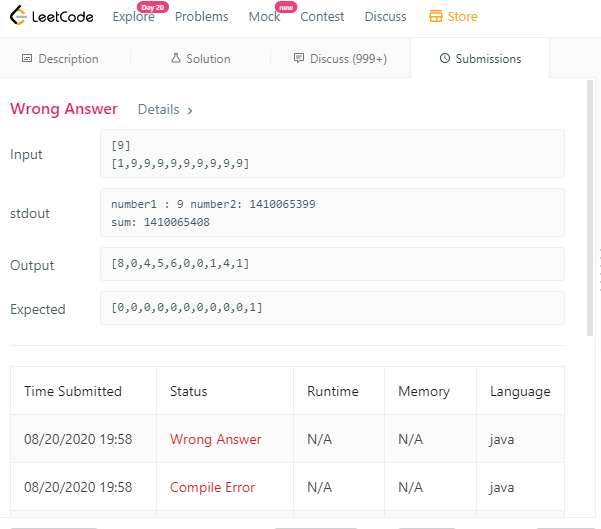 LeetCode Explore Day 20 Problems Mock new Contest Discuss Store
Description Solution Discuss (999+) Submissions
Wrong Answer Details >
Input
[9]
[1,9,9,9,9,9,9,9,9,9]
stdout
number1 : 9 number2: 1410065399
sum: 1410065408
Output [8,0,4,5,6,0,0,1,4,1]
Expected [0,0,0,0,0,0,0,0,0,0,1]
Time Submitted Status Runtime Memory Language
08/20/2020 19:58 Wrong Answer N/A N/A java
08/20/2020 19:58 Compile Error N/A N/A java